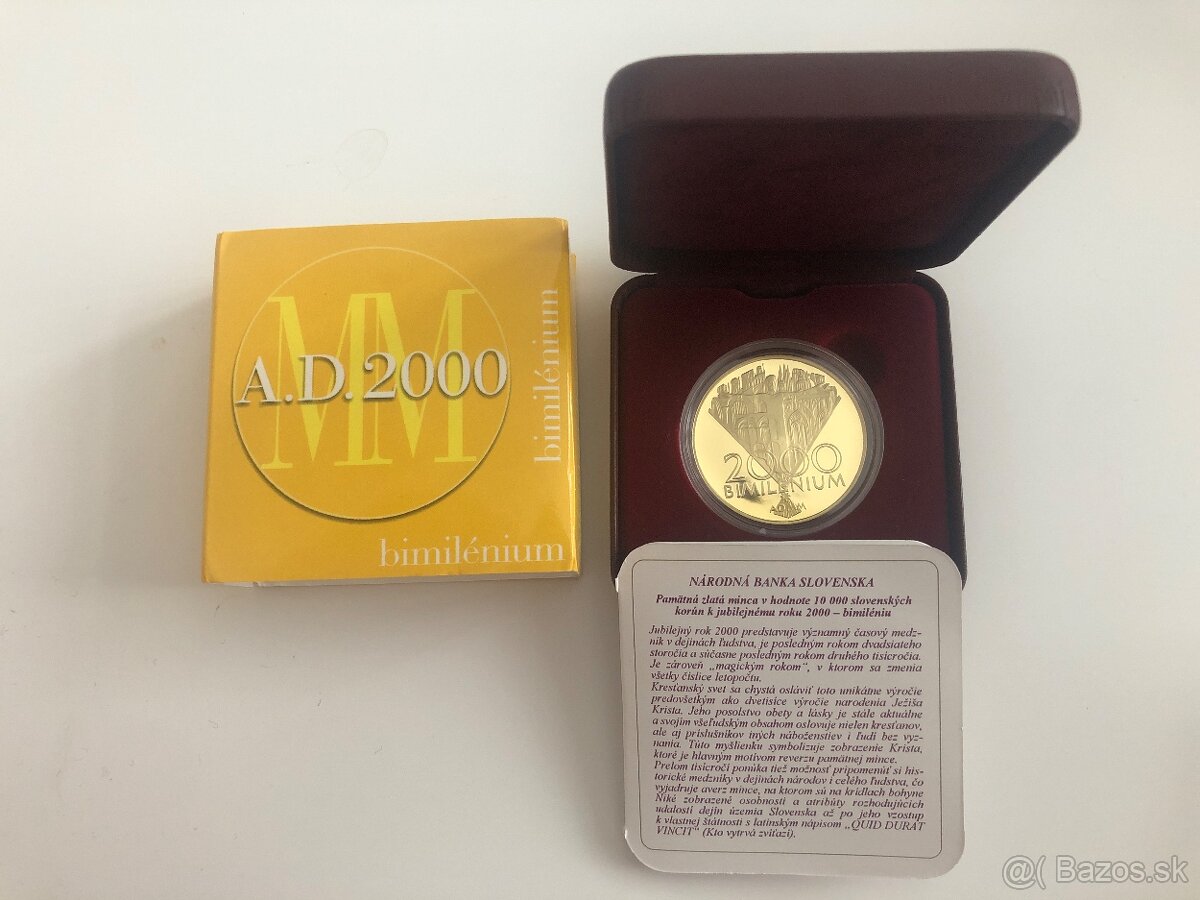 MM
A.D.2000
bimilénium
bimilénium
2000
BIMILÉNIUM
NÁRODNÁ BANKA SLOVENSKA
Pamätná zlatá minca v hodnote 10 000 slovenských
korún k jubilejnému roku 2000 – bimiléniu
Jubilejný rok 2000 predstavuje významný časový medz-
ník v dejinách ľudstva, je posledným rokom dvadsiateho
storočia a súčasne posledným rokom druhého tisícročia.
Je zároveň „magickým rokom", v ktorom sa zmenia
všetky číslice letopočtu.
Kresťanský svet sa chystá osláviť toto unikátne výročie
predovšetkým ako dvetisíce výročie narodenia Ježiša
Krista. Jeho posolstvo obety a lásky je stále aktuálne
a svojím všeľudským obsahom oslovuje nielen kresťanov,
ale aj príslušníkov iných náboženstiev i ľudí bez vyz-
nania. Túto myšlienku symbolizuje zobrazenie Krista,
ktoré je hlavným motívom reverzu pamätnej mince.
Prelom tisícročí ponúka tiež možnosť pripomenúť si his-
torické medzníky v dejinách národov i celého ľudstva, čo
vyjadruje averz mince, na ktorom sú na krídlach bohyne
Niké zobrazené osobnosti a atribúty rozhodujúcich
udalostí dejín územia Slovenska až po jeho vzostup
k vlastnej štátnosti s latinským nápisom „QUID DURAT
VINCIT" (Kto vytrvá zvíťazí).
@( Bazos.sk